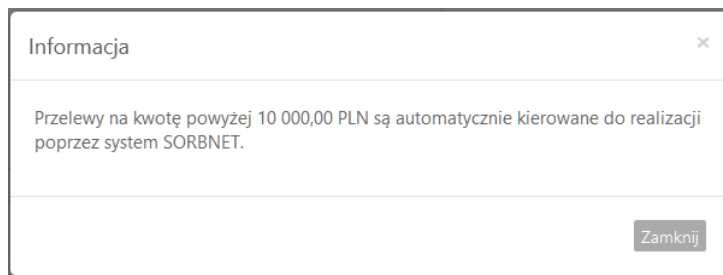 Informacja ×
Przelewy na kwotę powyżej 10 000,00 PLN są automatycznie kierowane do realizacji
poprzez system SORBNET.
Zamknij